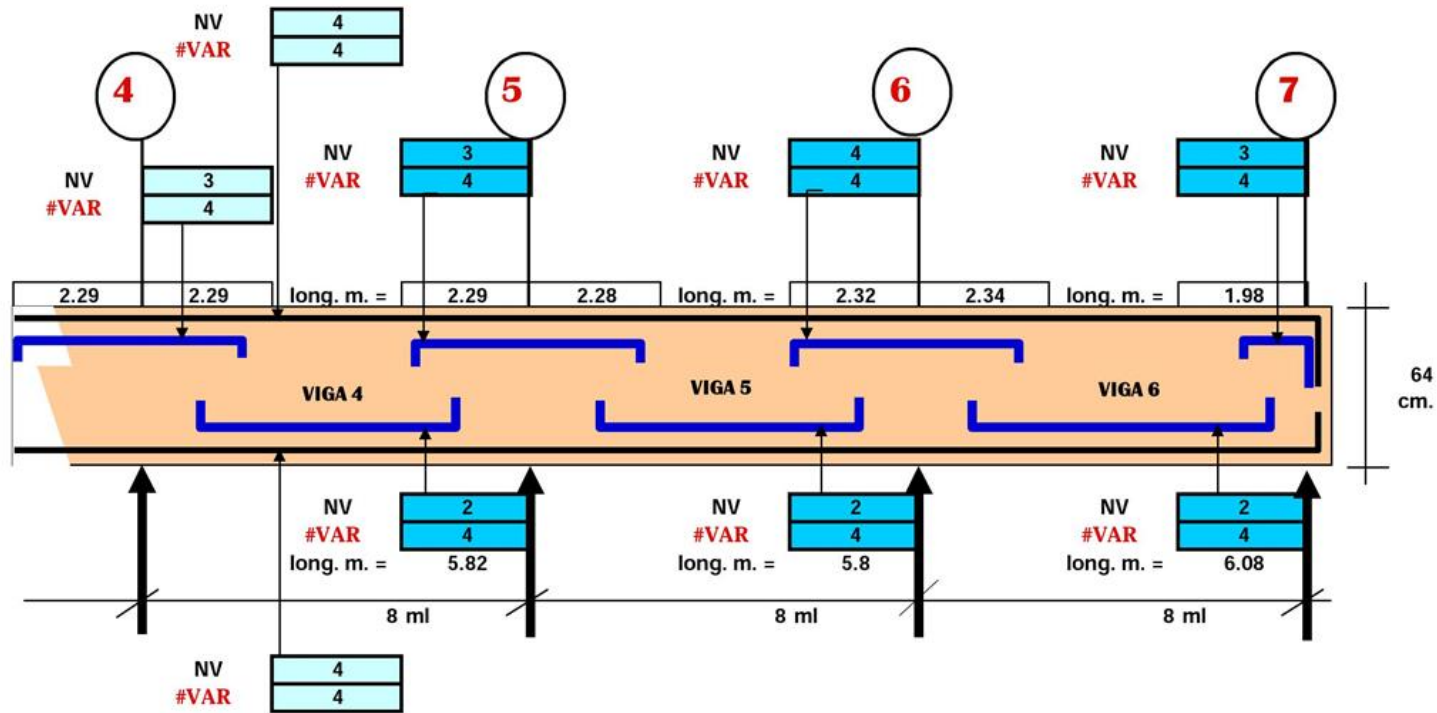 NV 4
#VAR 4
4 5 6 7
NV 3 NV 4 NV 3
#VAR 4 #VAR 4 #VAR 4
NV 3
#VAR 4
2.29 2.29 long. m. = 2.29 2.28 long. m. = 2.32 2.34 long. m. = 1.98
VIGA 4 VIGA 5 VIGA 6
64
cm.
NV 2 NV 2 NV 2
#VAR 4 #VAR 4 #VAR 4
long. m. = 5.82 long. m. = 5.8 long. m. = 6.08
8 ml 8 ml 8 ml
NV 4
#VAR 4